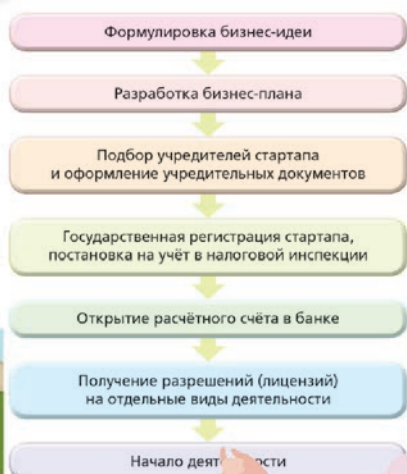 Формулировка бизнес-идеи
Разработка бизнес-плана
Подбор учредителей стартапа
и оформление учредительных документов
Государственная регистрация стартапа,
постановка на учёт в налоговой инспекции
Открытие расчётного счёта в банке
Получение разрешений (лицензий)
на отдельные виды деятельности
Начало